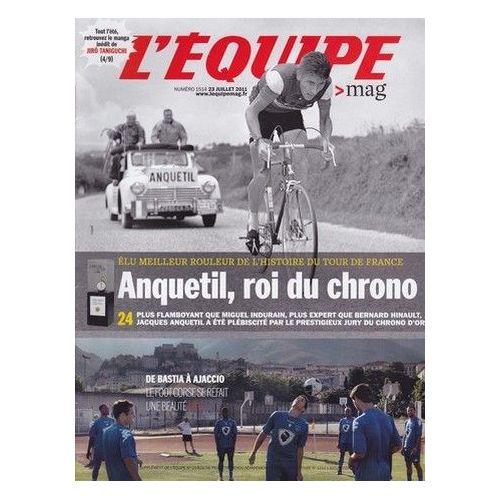 Tout l'été,
retrouvez le manga
inédit de
JIRÔ TANIGUCHI
(4/9)
L'ÉQUIPE
>mag
NUMÉRO 1514 23 JUILLET 2011
www.lequipemag.fr
ANQUETIL
ÉLU MEILLEUR ROULEUR DE L'HISTOIRE DU TOUR DE FRANCE
Anquetil, roi du chrono
24 PLUS FLAMBOYANT QUE MIGUEL INDURAIN, PLUS EXPERT QUE BERNARD HINAULT,
JACQUES ANQUETIL A ÉTÉ PLÉBISCITÉ PAR LE PRESTIGIEUX JURY DU CHRONO D'OR
DE BASTIA À AJACCIO
LE FOOT CORSE SE REFAIT
UNE BEAUTÉ